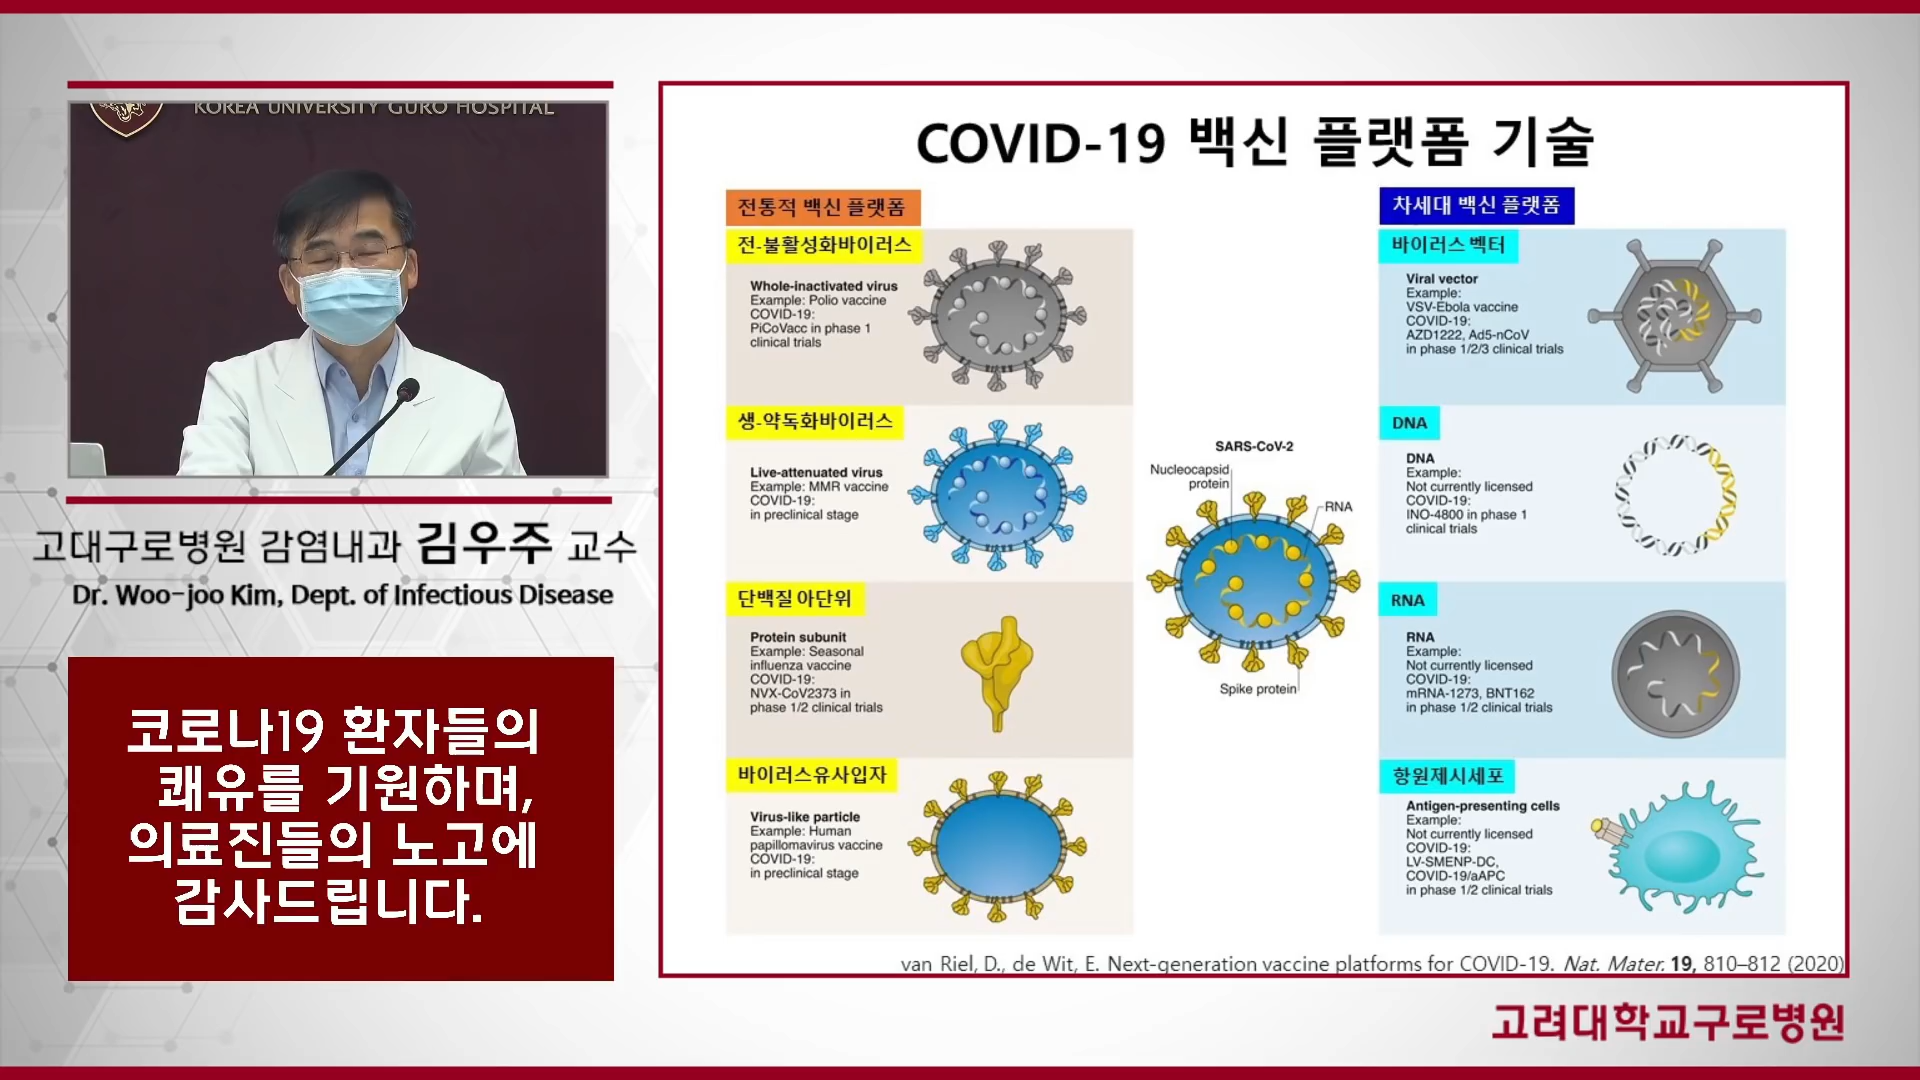 KOREA UNIVERSITY GURO HOSPITAL
고대구로병원 감염내과 김우주 교수
Dr. Woo-joo Kim, Dept. of Infectious Disease
코로나19 환자들의
쾌유를 기원하며,
의료진들의 노고에
감사드립니다.
COVID-19 백신 플랫폼 기술
전통적 백신 플랫폼
전-불활성화바이러스
Whole-inactivated virus
Example: Polio vaccine
COVID-19:
PiCoVacc in phase 1
clinical trials
생-약독화바이러스
Live-attenuated virus
Example: MMR vaccine
COVID-19:
in preclinical stage
단백질 아단위
Protein subunit
Example: Seasonal
influenza vaccine
COVID-19:
NVX-CoV2373 in
phase 1/2 clinical trials
바이러스유사입자
Virus-like particle
Example: Human
papillomavirus vaccine
COVID-19:
in preclinical stage
SARS-CoV-2
Nucleocapsid
protein
RNA
Spike protein
차세대 백신 플랫폼
바이러스 벡터
Viral vector
Example:
VSV-Ebola vaccine
COVID-19:
AZD1222, Ad5-nCoV
in phase 1/2/3 clinical trials
DNA
DNA
Example:
Not currently licensed
COVID-19:
INO-4800 in phase 1
clinical trials
RNA
RNA
Example:
Not currently licensed
COVID-19:
mRNA-1273, BNT162
in phase 1/2 clinical trials
항원제시세포
Antigen-presenting cells
Example:
Not currently licensed
COVID-19:
LV-SMENP-DC,
COVID-19/aAPC
in phase 1/2 clinical trials
van Riel, D., de Wit, E. Next-generation vaccine platforms for COVID-19. Nat. Mater. 19, 810–812 (2020)
고려대학교구로병원